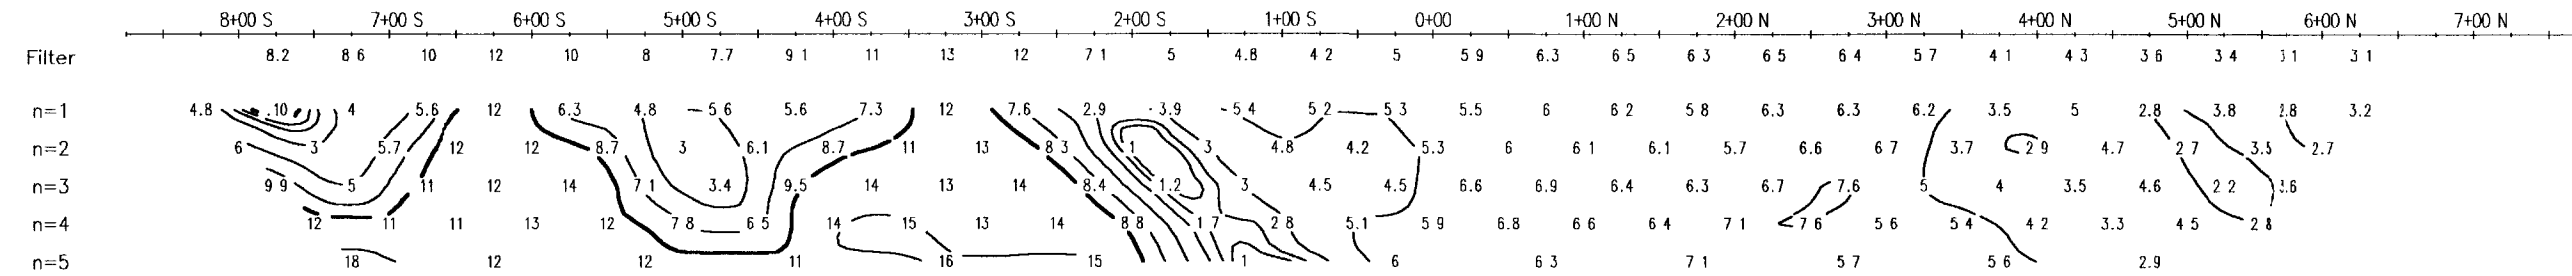 8+00 S 7+00 S 6+00 S 5+00 S 4+00 S 3+00 S 2+00 S 1+00 S 0+00 1+00 N 2+00 N 3+00 N 4+00 N 5+00 N 6+00 N 7+00 N
Filter 8.2 8 6 10 12 10 8 7.7 9 1 11 13 12 7 1 5 4.8 4 2 5 5 9 6.3 6 5 6 3 6 5 6 4 5 7 4 1 4 3 3 6 3 4 3 1 3 1
n=1 4.8 .10 4 5.6 12 6.3 4.8 5 6 5.6 7.3 12 7.6 2.9 3.9 5 4 5 2 5 3 5.5 6 6 2 5 8 6.3 6.3 6.2 3.5 5 2.8 3.8 2.8 3.2
n=2 6 3 5.7 12 12 8.7 3 6.1 8.7 11 13 8 3 1 3 4.8 4.2 5.3 6 6 1 6.1 5.7 6.6 6 7 3.7 2 9 4.7 2 7 3.5 2.7
n=3 9 9 5 11 12 14 7 1 3.4 9.5 14 13 14 8.4 1.2 3 4.5 4.5 6.6 6.9 6.4 6.3 6.7 7.6 5 4 3.5 4.6 2 2 3.6
n=4 12 11 11 13 12 7 8 6 5 14 15 13 14 8 8 1 7 2 8 5.1 5 9 6.8 6 6 6 4 7 1 7 6 5 6 5 4 4 2 3.3 4 5 2 8
n=5 18 12 12 11 16 15 1 6 6 3 7 1 5 7 5 6 2.9